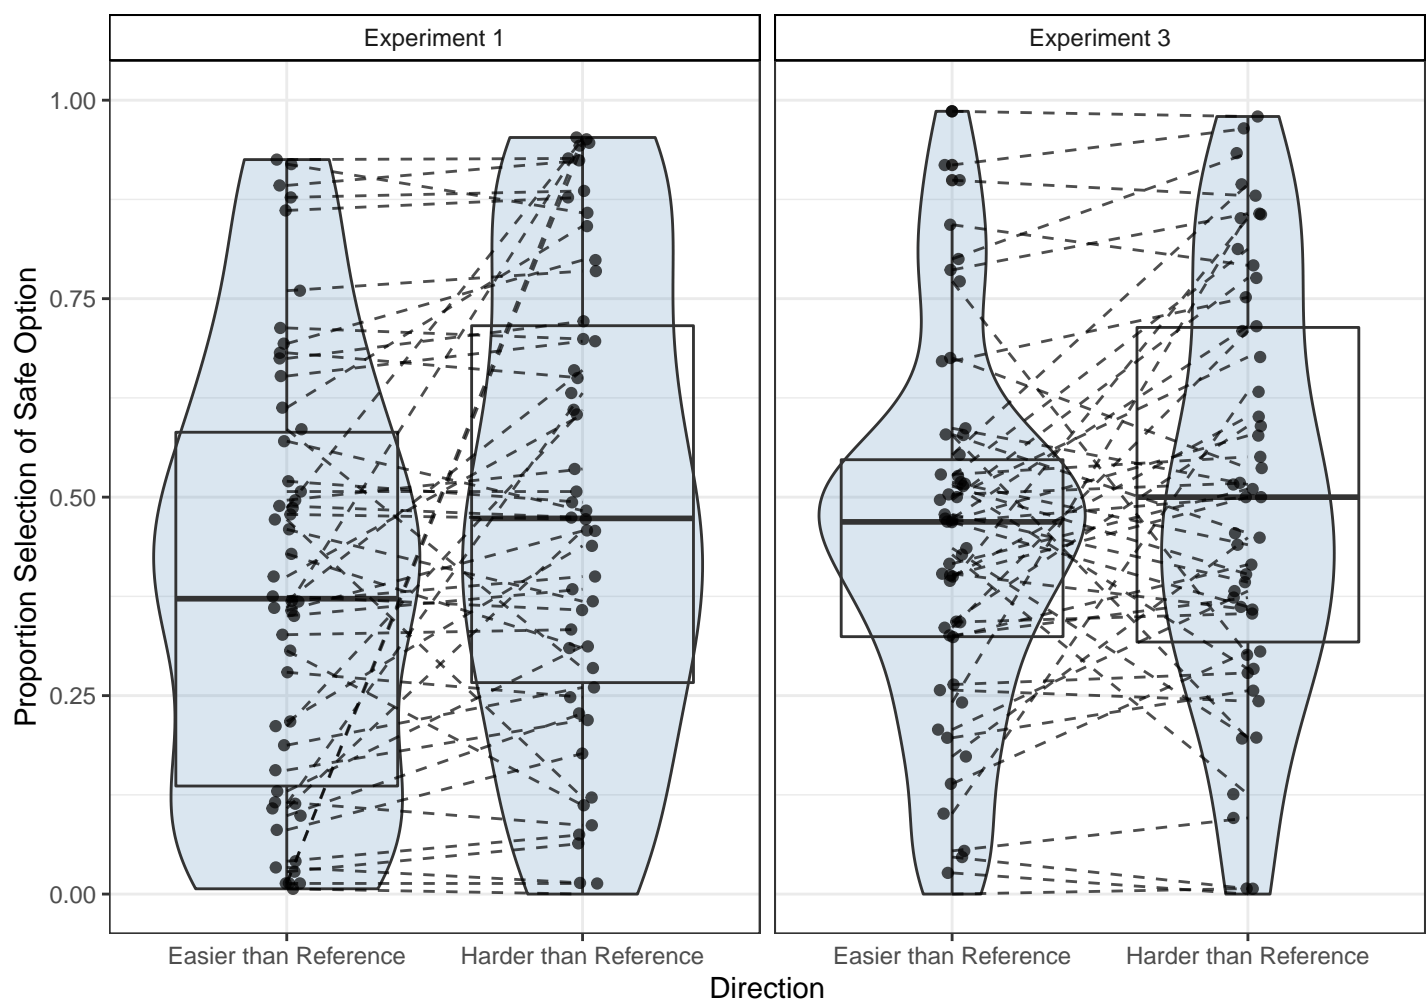 Experiment 1
Experiment 3
Proportion Selection of Safe Option
1.00
0.75
0.50
0.25
0.00
Easier than Reference
Harder than Reference
Easier than Reference
Harder than Reference
Direction